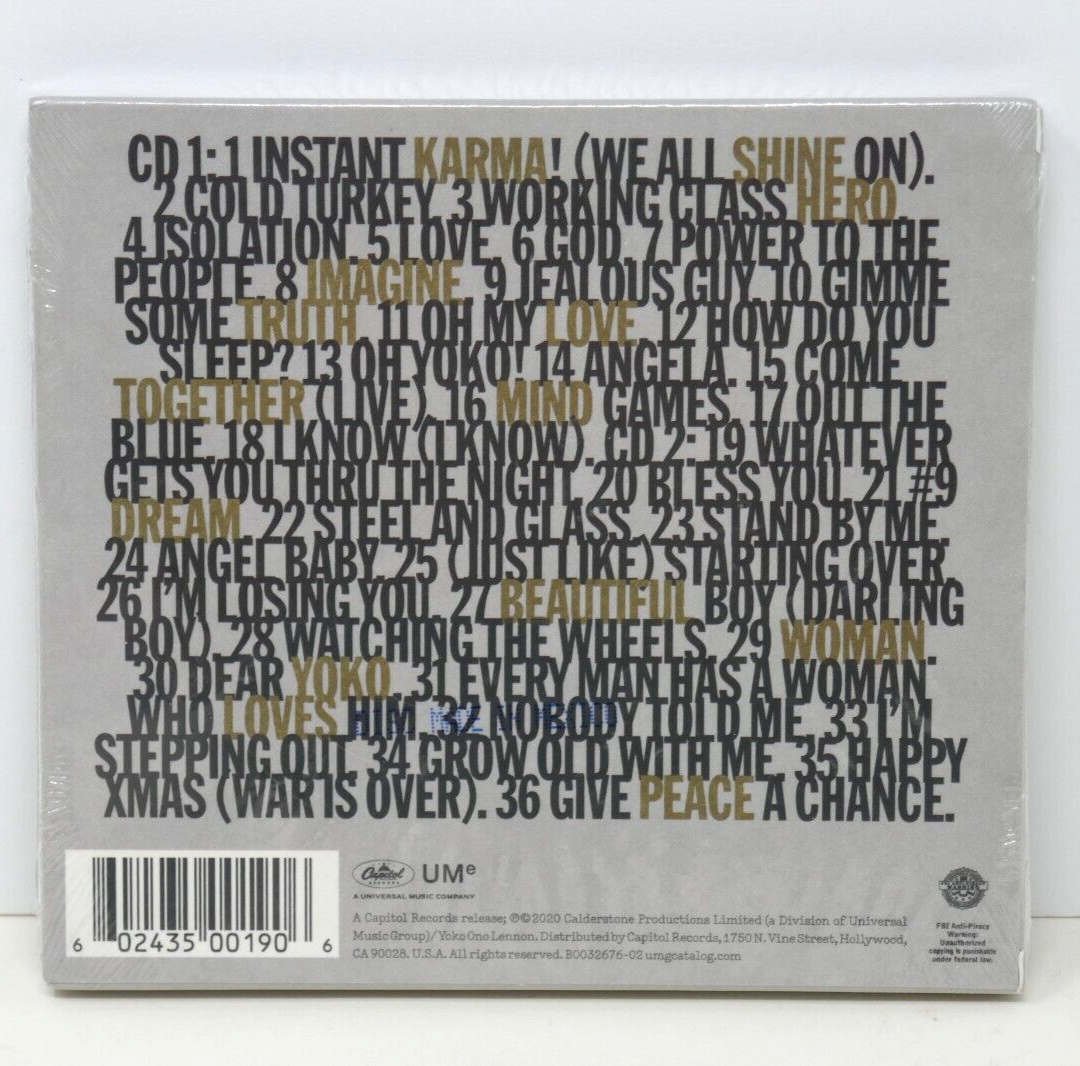 CD 1: 1 INSTANT KARMA! (WE ALL SHINE ON).
2 COLD TURKEY. 3 WORKING CLASS HERO.
4 ISOLATION. 5 LOVE. 6 GOD. 7 POWER TO THE
PEOPLE. 8 IMAGINE. 9 JEALOUS GUY. 10 GIMME
SOME TRUTH. 11 OH MY LOVE. 12 HOW DO YOU
SLEEP? 13 OH YOKO! 14 ANGELA. 15 COME
TOGETHER (LIVE). 16 MIND GAMES. 17 OUT THE
BLUE. 18 I KNOW (I KNOW). CD 2: 19 WHATEVER
GETS YOU THRU THE NIGHT. 20 BLESS YOU. 21 #9
DREAM. 22 STEEL AND GLASS. 23 STAND BY ME.
24 ANGEL BABY. 25 (JUST LIKE) STARTING OVER.
26 I'M LOSING YOU. 27 BEAUTIFUL BOY (DARLING
BOY). 28 WATCHING THE WHEELS. 29 WOMAN.
30 DEAR YOKO. 31 EVERY MAN HAS A WOMAN
WHO LOVES HIM. 32 NOBODY TOLD ME. 33 I'M
STEPPING OUT. 34 GROW OLD WITH ME. 35 HAPPY
XMAS (WAR IS OVER). 36 GIVE PEACE A CHANCE.
6 02435 00190 6
Capitol RECORDS UMe
A UNIVERSAL MUSIC COMPANY
A Capitol Records release; ℗©2020 Calderstone Productions Limited (a Division of Universal
Music Group)/Yoko Ono Lennon. Distributed by Capitol Records, 1750 N. Vine Street, Hollywood,
CA 90028. U.S.A. All rights reserved. B0032676-02 umgcatalog.com
FBI Anti-Piracy
Warning:
Unauthorized
copying is punishable
under federal law.